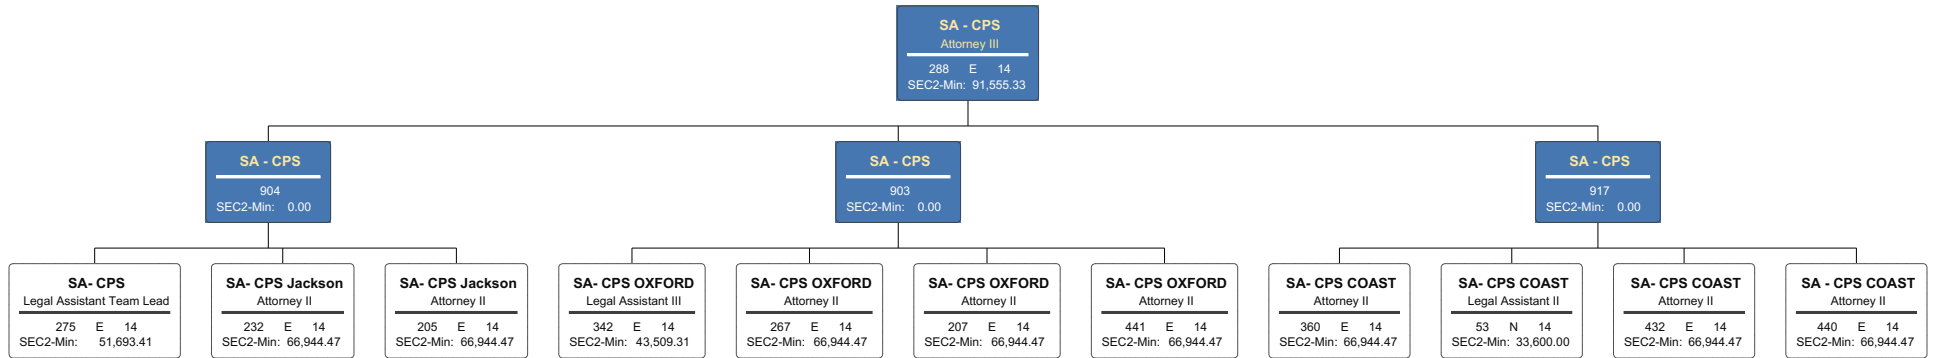 SA - CPS
Attorney III
288 E 14
SEC2-Min: 91,555.33
SA - CPS
904
SEC2-Min: 0.00
SA - CPS
903
SEC2-Min: 0.00
SA - CPS
917
SEC2-Min: 0.00
SA- CPS
Legal Assistant Team Lead
275 E 14
SEC2-Min: 51,693.41
SA- CPS Jackson
Attorney II
232 E 14
SEC2-Min: 66,944.47
SA- CPS Jackson
Attorney II
205 E 14
SEC2-Min: 66,944.47
SA- CPS OXFORD
Legal Assistant III
342 E 14
SEC2-Min: 43,509.31
SA- CPS OXFORD
Attorney II
267 E 14
SEC2-Min: 66,944.47
SA- CPS OXFORD
Attorney II
207 E 14
SEC2-Min: 66,944.47
SA- CPS OXFORD
Attorney II
441 E 14
SEC2-Min: 66,944.47
SA- CPS COAST
Attorney II
360 E 14
SEC2-Min: 66,944.47
SA- CPS COAST
Legal Assistant II
53 N 14
SEC2-Min: 33,600.00
SA- CPS COAST
Attorney II
432 E 14
SEC2-Min: 66,944.47
SA - CPS COAST
Attorney II
440 E 14
SEC2-Min: 66,944.47